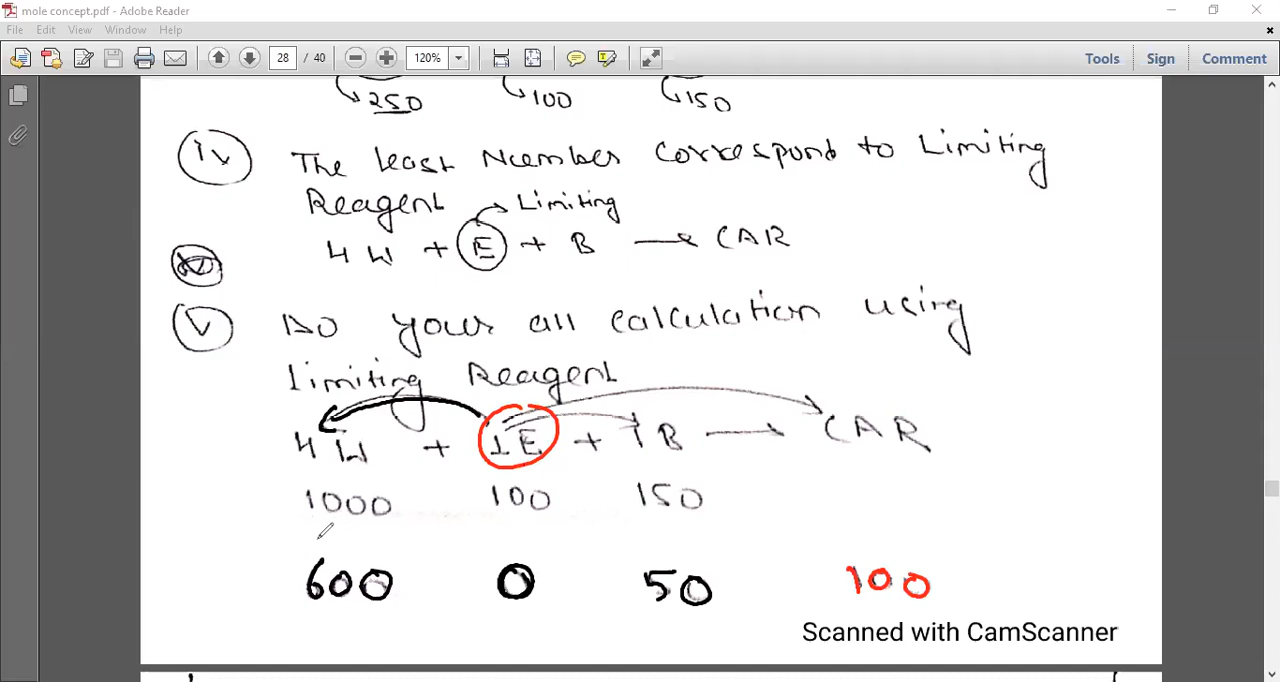 mole concept.pdf - Adobe Reader
File Edit View Window Help
28 / 40 120% Tools Sign Comment
250 100 150
iv The least Number correspond to Limiting
Reagent
Limiting
4 W + E + B → CAR
v Do your all calculation using
limiting Reagent
4 W + 1 E + 1 B → CAR
1000 100 150
600 0 50 100
Scanned with CamScanner